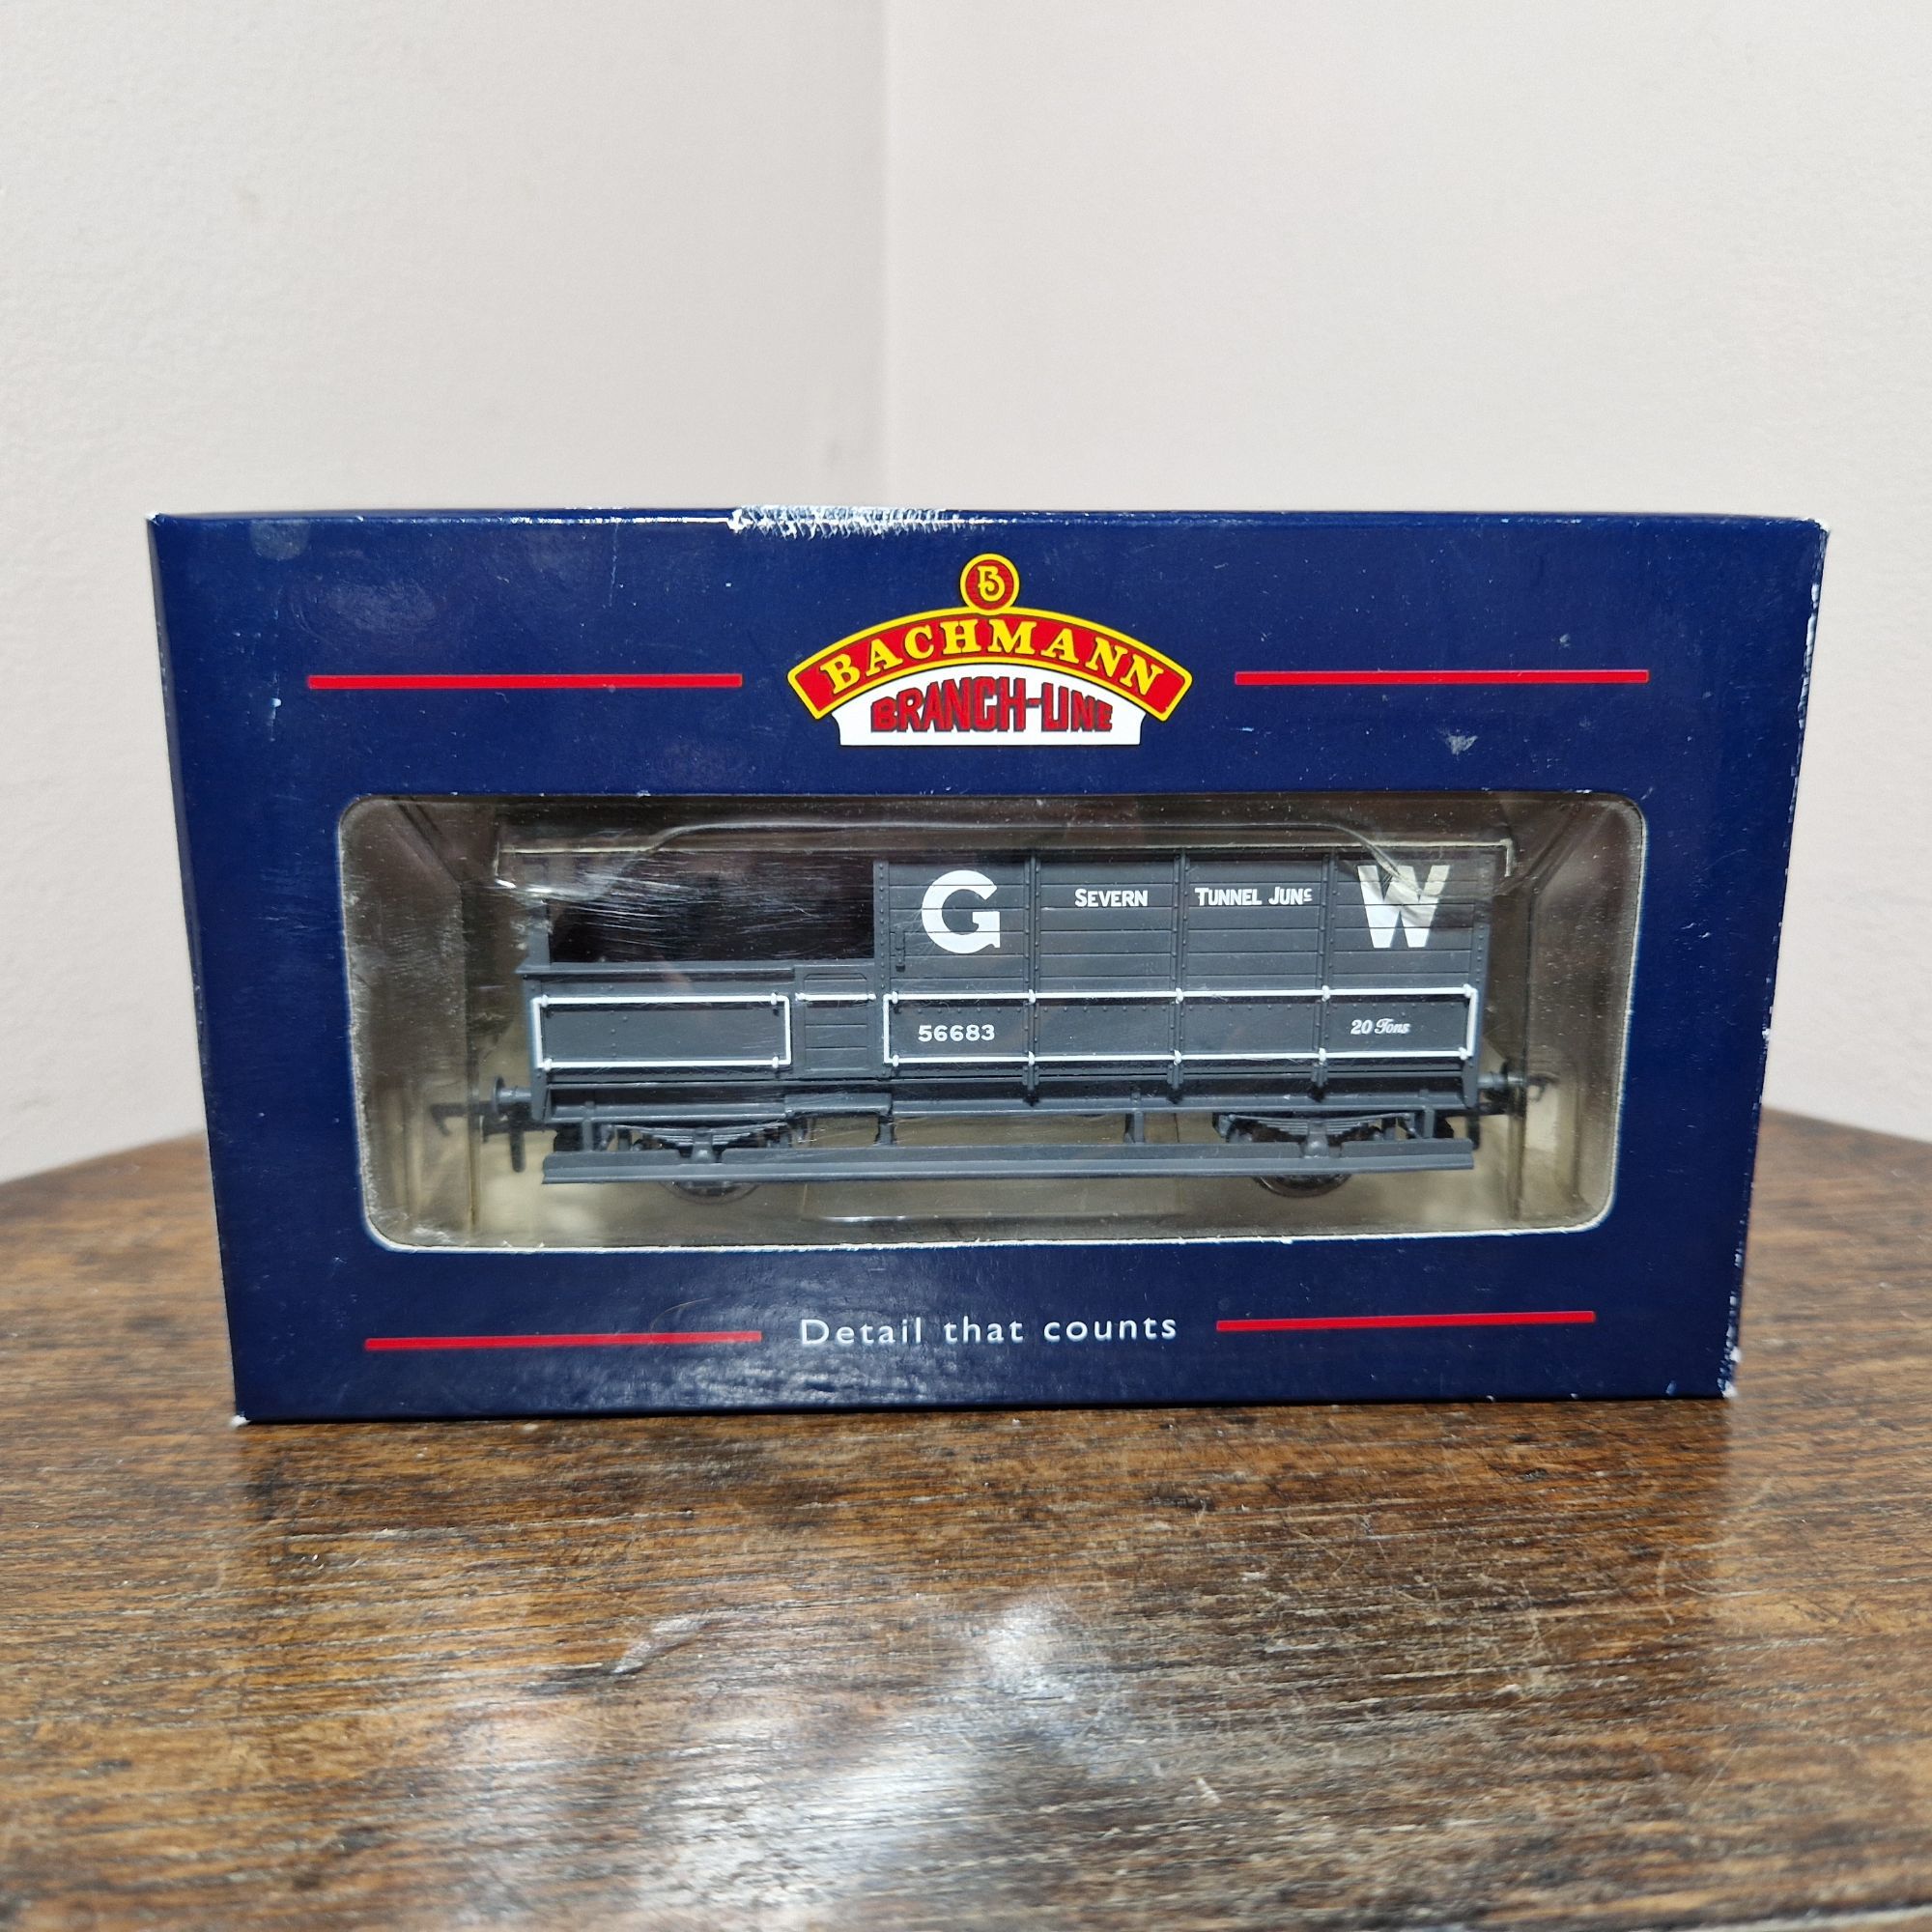 B
BACHMANN
BRANCH-LINE
G SEVERN TUNNEL JUNC W
56683 20 Tons
Detail that counts